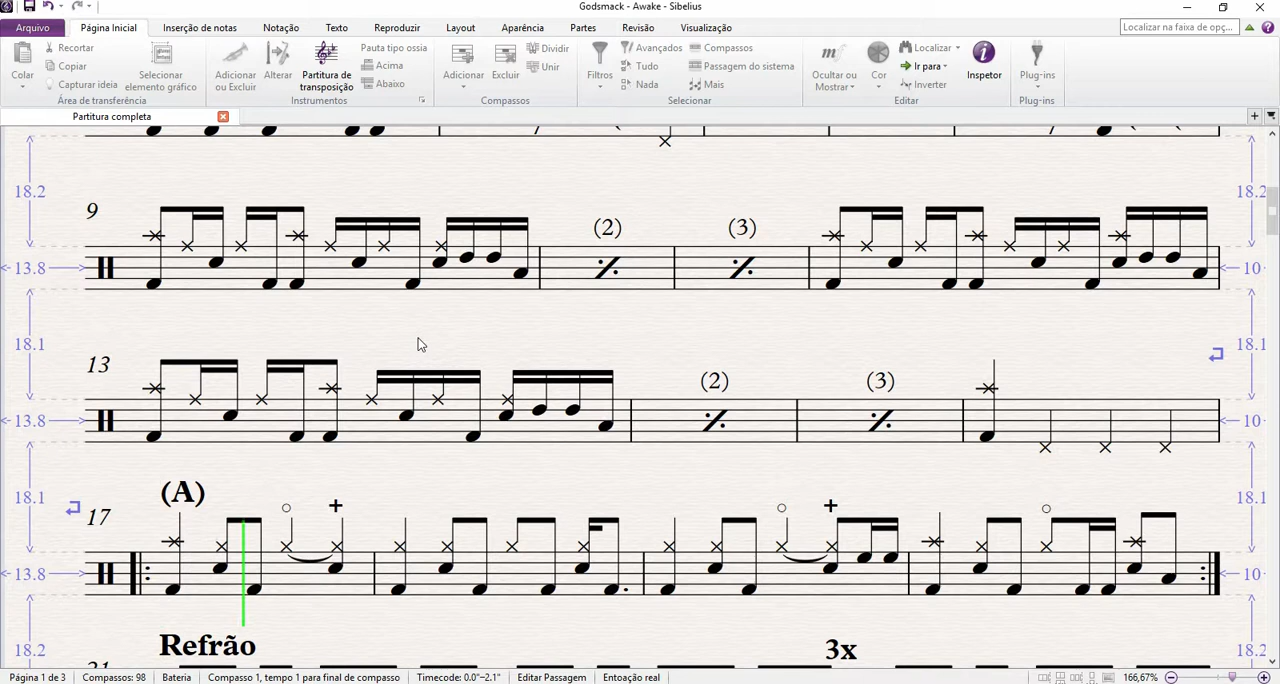 Godsmack - Awake - Sibelius
Arquivo Página Inicial Inserção de notas Notação Texto Reproduzir Layout Aparência Partes Revisão Visualização Localizar na faixa de opç...
Colar Recortar Copiar Capturar ideia Selecionar elemento gráfico Área de transferência
Adicionar ou Excluir Alterar Partitura de transposição Pauta tipo ossia Acima Abaixo Instrumentos
Adicionar Excluir Dividir Unir Compassos
Filtros Avançados Tudo Nada Compassos Passagem do sistema Mais Selecionar
Ocultar ou Mostrar Cor Localizar Ir para Inverter Editar
Inspetor
Plug-ins Plug-ins
Partitura completa
18.2 18.2
9 (2) (3)
13.8 10
18.1 18.1
13 (2) (3)
13.8 10
18.1 18.1
(A)
17
13.8 10
18.2 Refrão 3x 18.2
21
Página 1 de 3 Compassos: 98 Bateria Compasso 1, tempo 1 para final de compasso Timecode: 0.0"–2.1" Editar Passagem Entoação real 166,67%